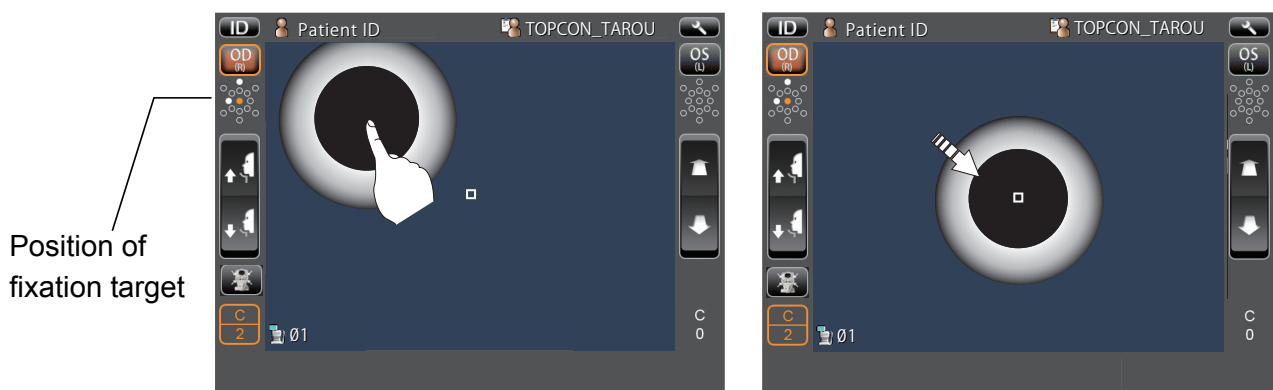 ID Patient ID TOPCON_TAROU
OD
(R)
OS
(L)
C
2
Ø1
C
0
Position of
fixation target
ID Patient ID TOPCON_TAROU
OD
(R)
OS
(L)
C
2
Ø1
C
0